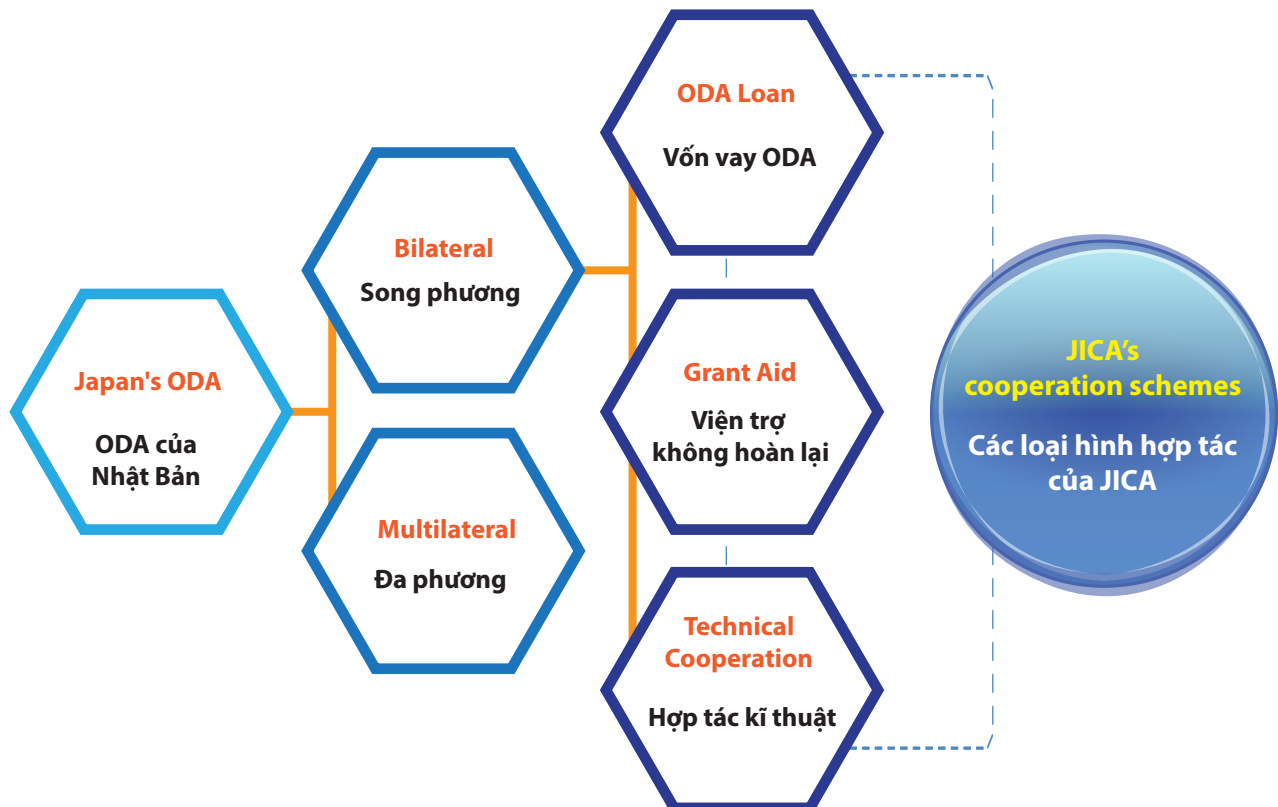 Japan's ODA
ODA của
Nhật Bản
Bilateral
Song phương
Multilateral
Đa phương
ODA Loan
Vốn vay ODA
Grant Aid
Viện trợ
không hoàn lại
Technical
Cooperation
Hợp tác kĩ thuật
JICA's
cooperation schemes
Các loại hình hợp tác
của JICA